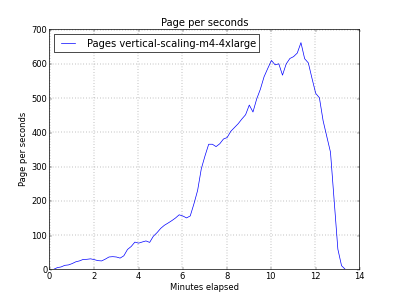 Page per seconds
700
Pages vertical-scaling-m4-4xlarge
600
500
400
300
200
100
0
Page per seconds
0 2 4 6 8 10 12 14
Minutes elapsed